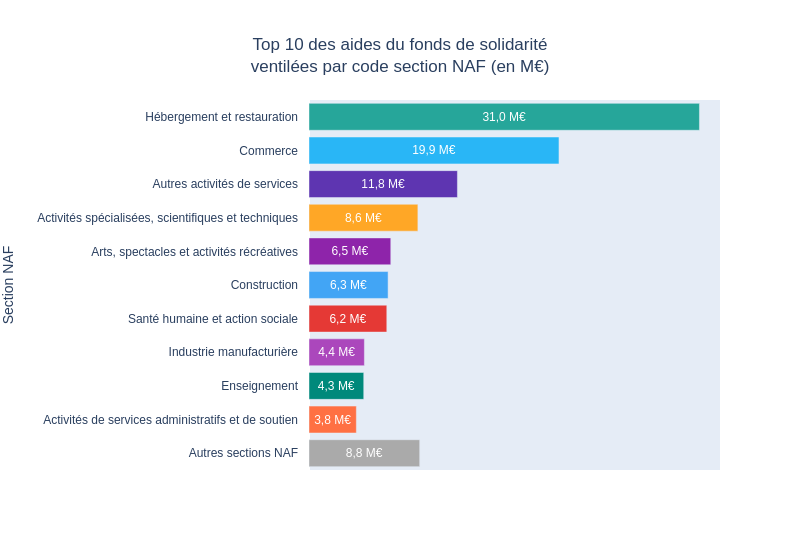 Top 10 des aides du fonds de solidarité
ventilées par code section NAF (en M€)
Section NAF
Hébergement et restauration 31,0 M€
Commerce 19,9 M€
Autres activités de services 11,8 M€
Activités spécialisées, scientifiques et techniques 8,6 M€
Arts, spectacles et activités récréatives 6,5 M€
Construction 6,3 M€
Santé humaine et action sociale 6,2 M€
Industrie manufacturière 4,4 M€
Enseignement 4,3 M€
Activités de services administratifs et de soutien 3,8 M€
Autres sections NAF 8,8 M€